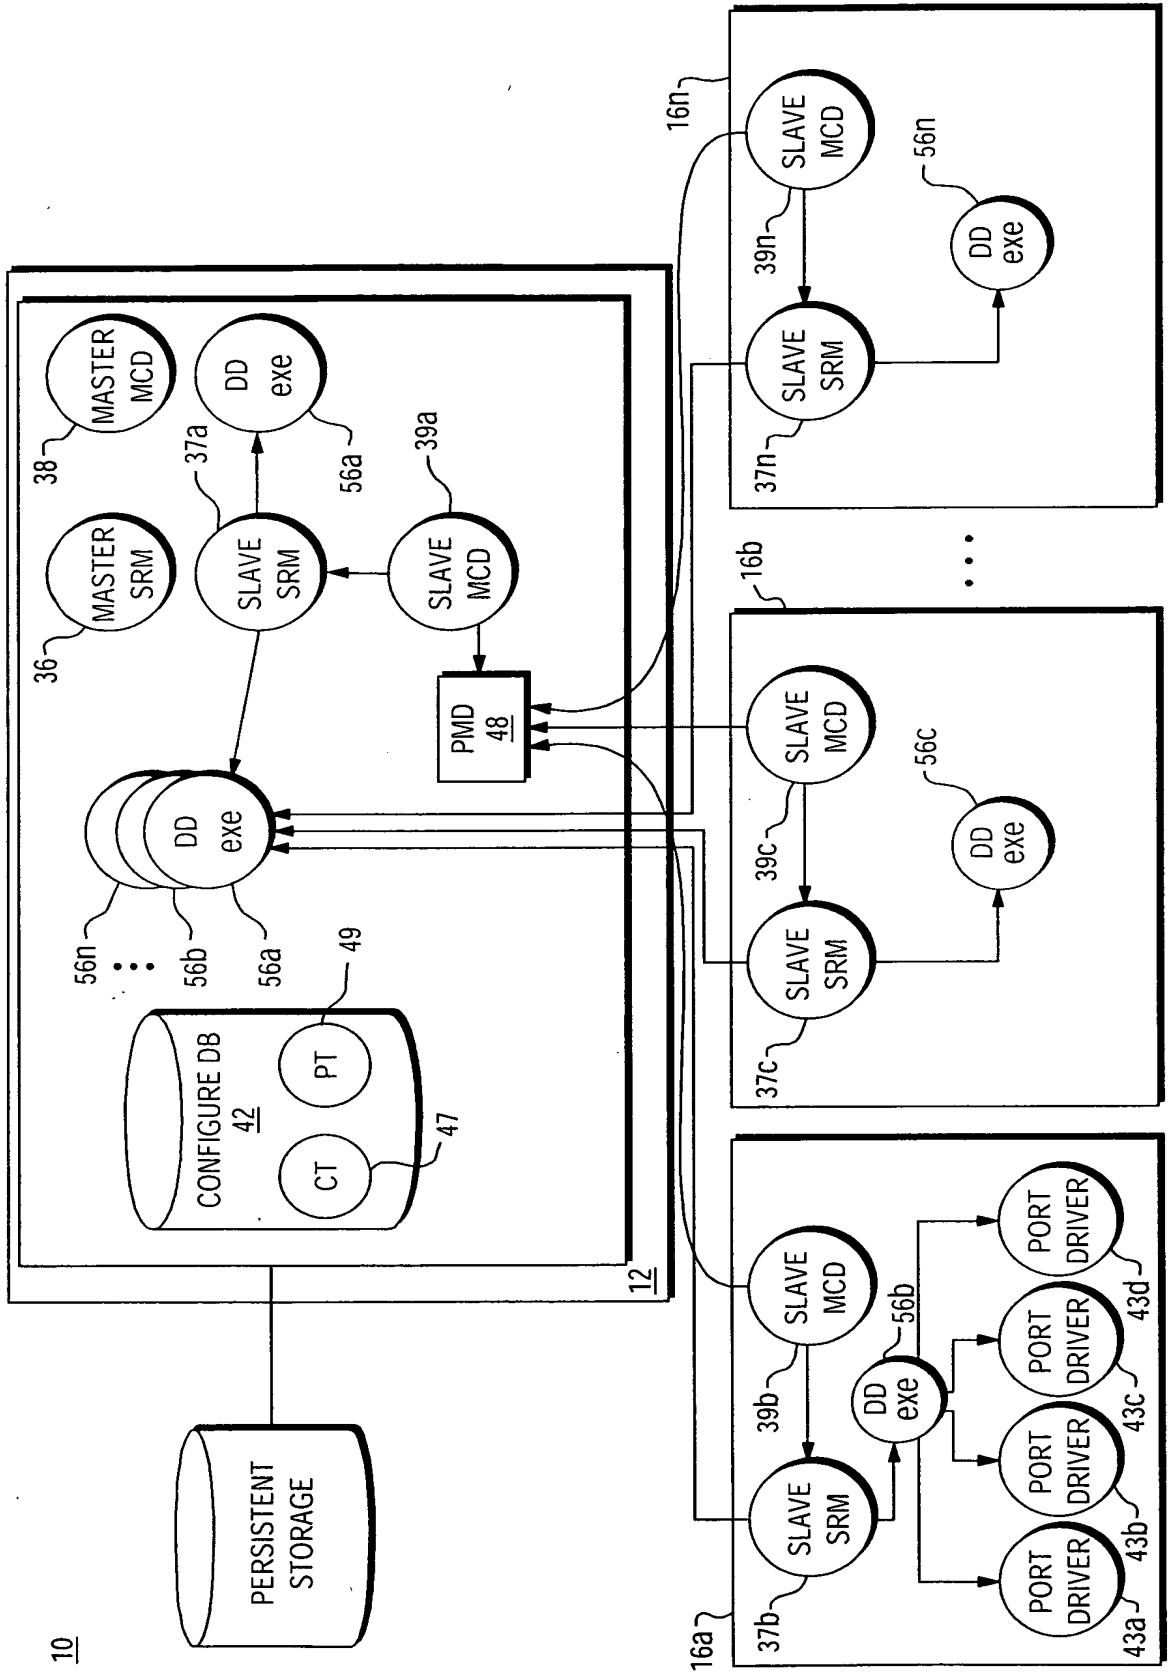 10
PERSISTENT
STORAGE
12
CONFIGURE DB
42
CT
PT
47
49
56n
56b
56a
DD
exe
MASTER
SRM
36
MASTER
MCD
38
SLAVE
SRM
37a
DD
exe
56a
SLAVE
MCD
39a
PMD
48
16a
SLAVE
SRM
37b
SLAVE
MCD
39b
DD
exe
56b
PORT
DRIVER
43a
PORT
DRIVER
43b
PORT
DRIVER
43c
PORT
DRIVER
43d
16b
SLAVE
SRM
37c
SLAVE
MCD
39c
DD
exe
56c
16n
SLAVE
SRM
37n
SLAVE
MCD
39n
DD
exe
56n